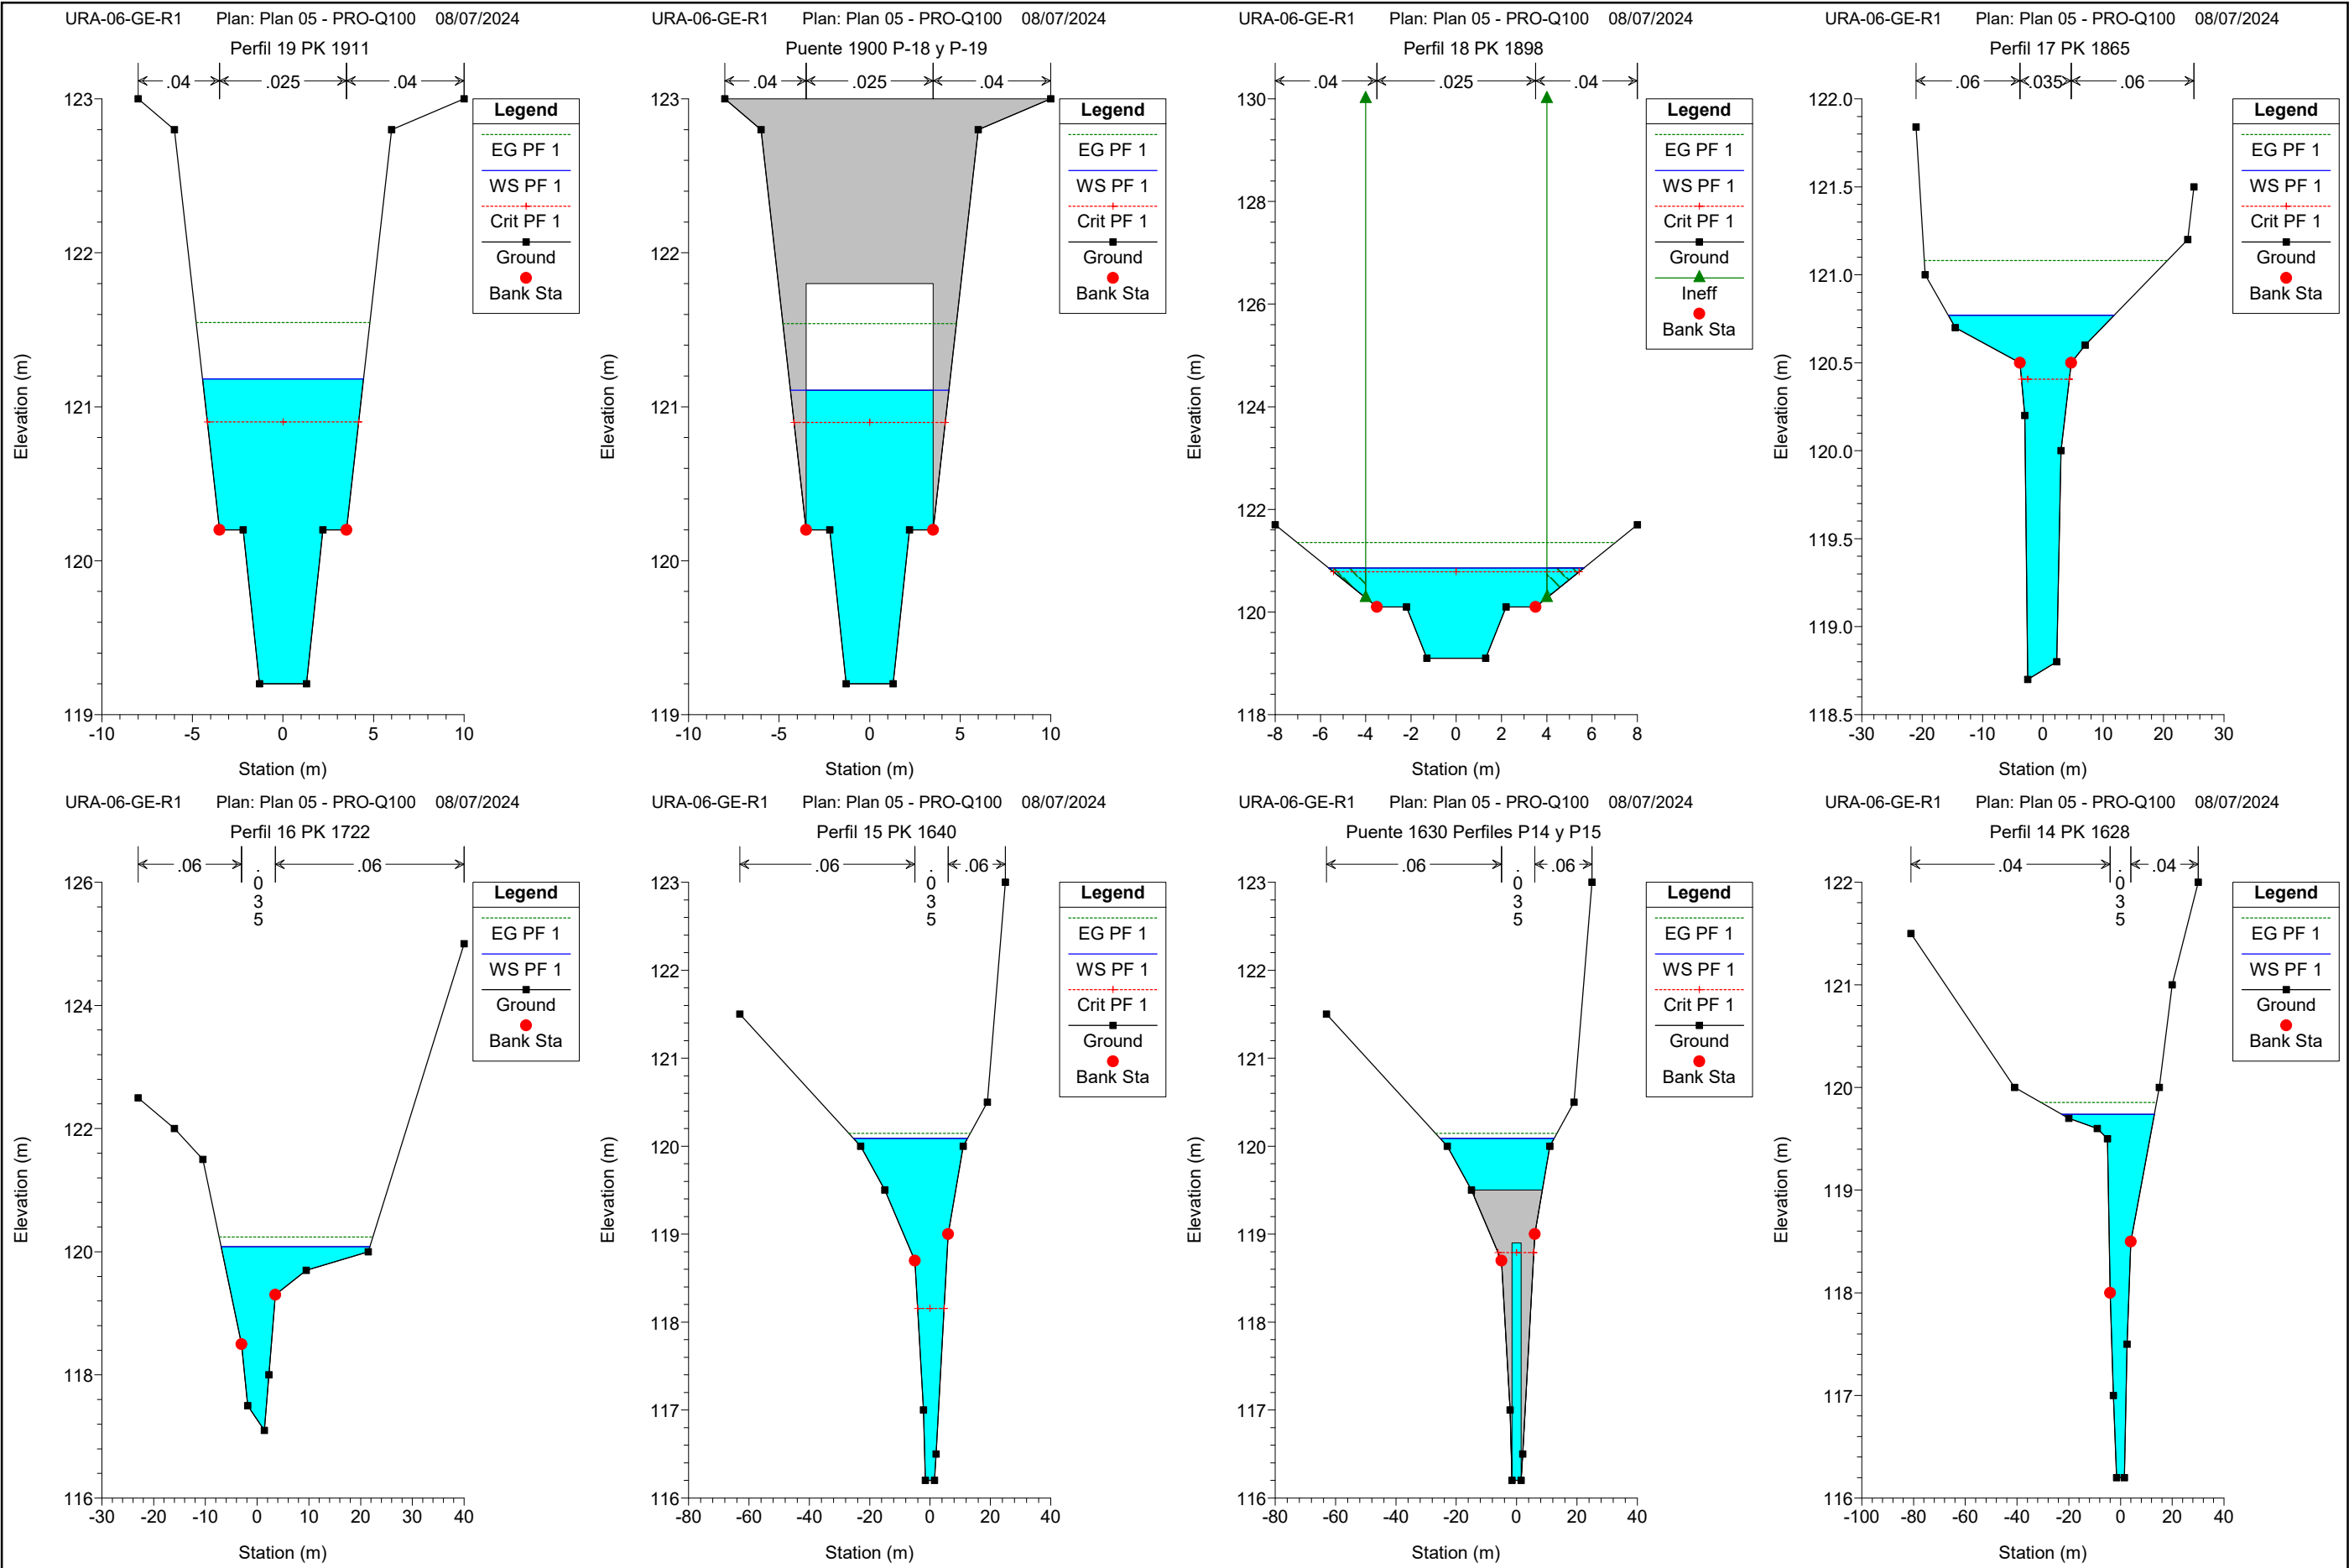 URA-06-GE-R1 Plan: Plan 05 - PRO-Q100 08/07/2024
Perfil 19 PK 1911
.04 .025 .04
123
122
121
120
119
-10 -5 0 5 10
Elevation (m)
Station (m)
Legend
EG PF 1
WS PF 1
Crit PF 1
Ground
Bank Sta
URA-06-GE-R1 Plan: Plan 05 - PRO-Q100 08/07/2024
Puente 1900 P-18 y P-19
.04 .025 .04
123
122
121
120
119
-10 -5 0 5 10
Elevation (m)
Station (m)
Legend
EG PF 1
WS PF 1
Crit PF 1
Ground
Bank Sta
URA-06-GE-R1 Plan: Plan 05 - PRO-Q100 08/07/2024
Perfil 18 PK 1898
.04 .025 .04
130
128
126
124
122
120
118
-8 -6 -4 -2 0 2 4 6 8
Elevation (m)
Station (m)
Legend
EG PF 1
WS PF 1
Crit PF 1
Ground
Ineff
Bank Sta
URA-06-GE-R1 Plan: Plan 05 - PRO-Q100 08/07/2024
Perfil 17 PK 1865
.06 .035 .06
122.0
121.5
121.0
120.5
120.0
119.5
119.0
118.5
-30 -20 -10 0 10 20 30
Elevation (m)
Station (m)
Legend
EG PF 1
WS PF 1
Crit PF 1
Ground
Bank Sta
URA-06-GE-R1 Plan: Plan 05 - PRO-Q100 08/07/2024
Perfil 16 PK 1722
.06 .035 .06
126
124
122
120
118
116
-30 -20 -10 0 10 20 30 40
Elevation (m)
Station (m)
Legend
EG PF 1
WS PF 1
Ground
Bank Sta
URA-06-GE-R1 Plan: Plan 05 - PRO-Q100 08/07/2024
Perfil 15 PK 1640
.06 .035 .06
123
122
121
120
119
118
117
116
-80 -60 -40 -20 0 20 40
Elevation (m)
Station (m)
Legend
EG PF 1
WS PF 1
Crit PF 1
Ground
Bank Sta
URA-06-GE-R1 Plan: Plan 05 - PRO-Q100 08/07/2024
Puente 1630 Perfiles P14 y P15
.06 .035 .06
123
122
121
120
119
118
117
116
-80 -60 -40 -20 0 20 40
Elevation (m)
Station (m)
Legend
EG PF 1
WS PF 1
Crit PF 1
Ground
Bank Sta
URA-06-GE-R1 Plan: Plan 05 - PRO-Q100 08/07/2024
Perfil 14 PK 1628
.04 .035 .04
122
121
120
119
118
117
116
-100 -80 -60 -40 -20 0 20 40
Elevation (m)
Station (m)
Legend
EG PF 1
WS PF 1
Ground
Bank Sta